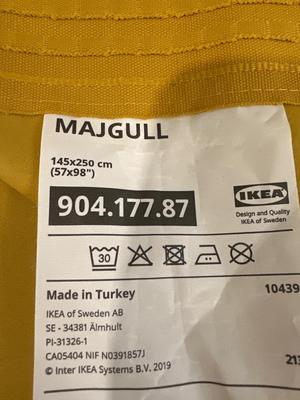 MAJGULL
145x250 cm
(57x98")
904.177.87
IKEA
Design and Quality
IKEA of Sweden
30
Made in Turkey
10439
IKEA of Sweden AB
SE - 34381 Älmhult
PI-31326-1
CA05404 NIF N0391857J
© Inter IKEA Systems B.V. 2019
213